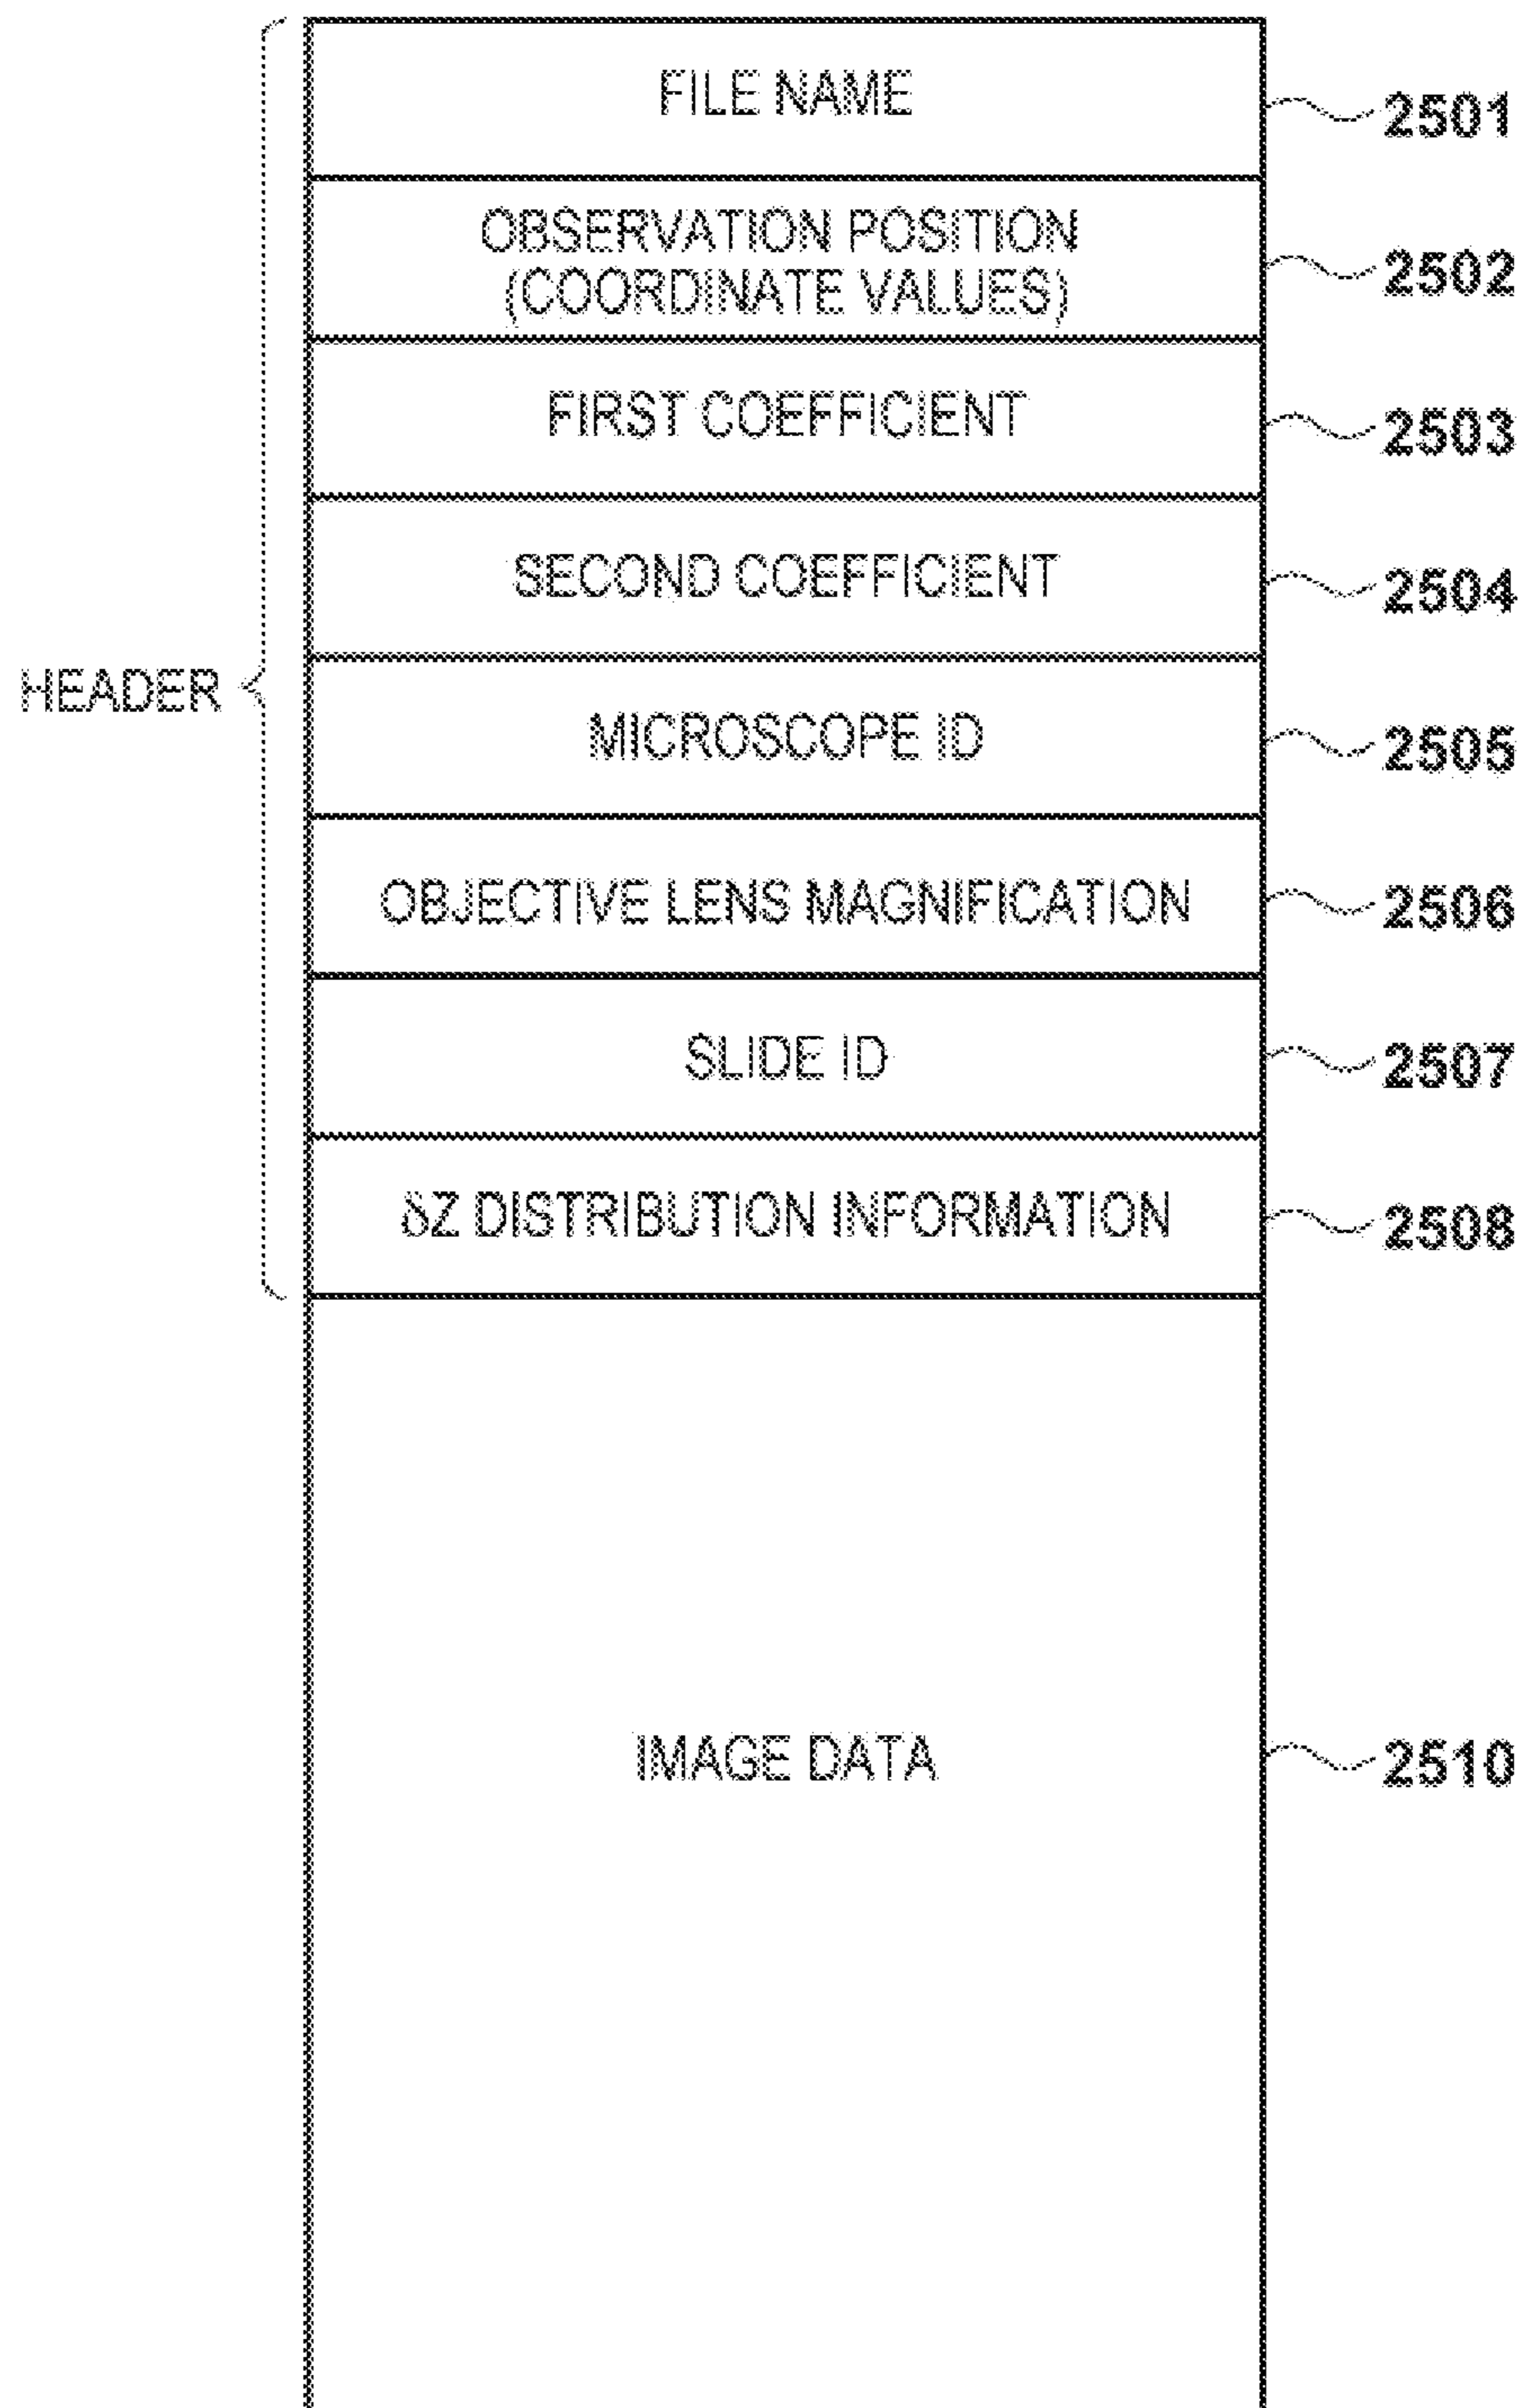 FILE NAME
2501
OBSERVATION POSITION
(COORDINATE VALUES)
2502
FIRST COEFFICIENT
2503
SECOND COEFFICIENT
2504
HEADER
MICROSCOPE ID
2505
OBJECTIVE LENS MAGNIFICATION
2506
SLIDE ID
2507
δZ DISTRIBUTION INFORMATION
2508
IMAGE DATA
2510